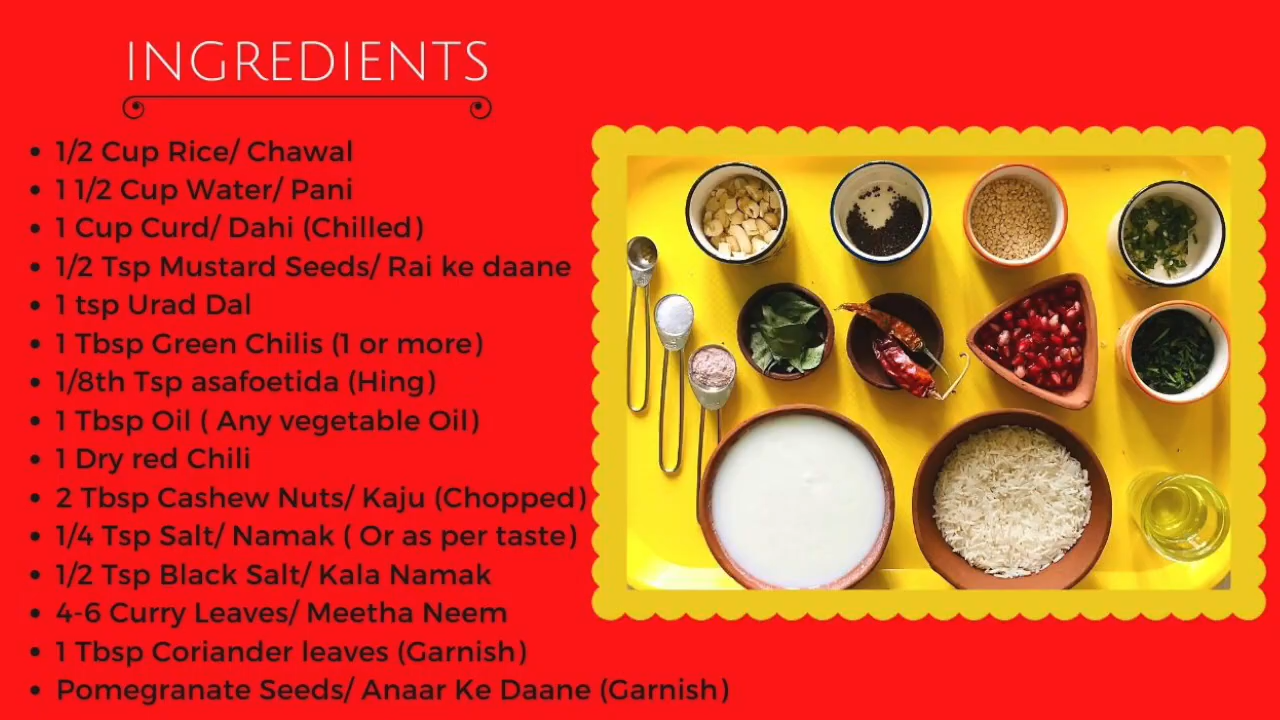 INGREDIENTS
• 1/2 Cup Rice/ Chawal
• 1 1/2 Cup Water/ Pani
• 1 Cup Curd/ Dahi (Chilled)
• 1/2 Tsp Mustard Seeds/ Rai ke daane
• 1 tsp Urad Dal
• 1 Tbsp Green Chilis (1 or more)
• 1/8th Tsp asafoetida (Hing)
• 1 Tbsp Oil ( Any vegetable Oil)
• 1 Dry red Chili
• 2 Tbsp Cashew Nuts/ Kaju (Chopped)
• 1/4 Tsp Salt/ Namak ( Or as per taste)
• 1/2 Tsp Black Salt/ Kala Namak
• 4-6 Curry Leaves/ Meetha Neem
• 1 Tbsp Coriander leaves (Garnish)
• Pomegranate Seeds/ Anaar Ke Daane (Garnish)